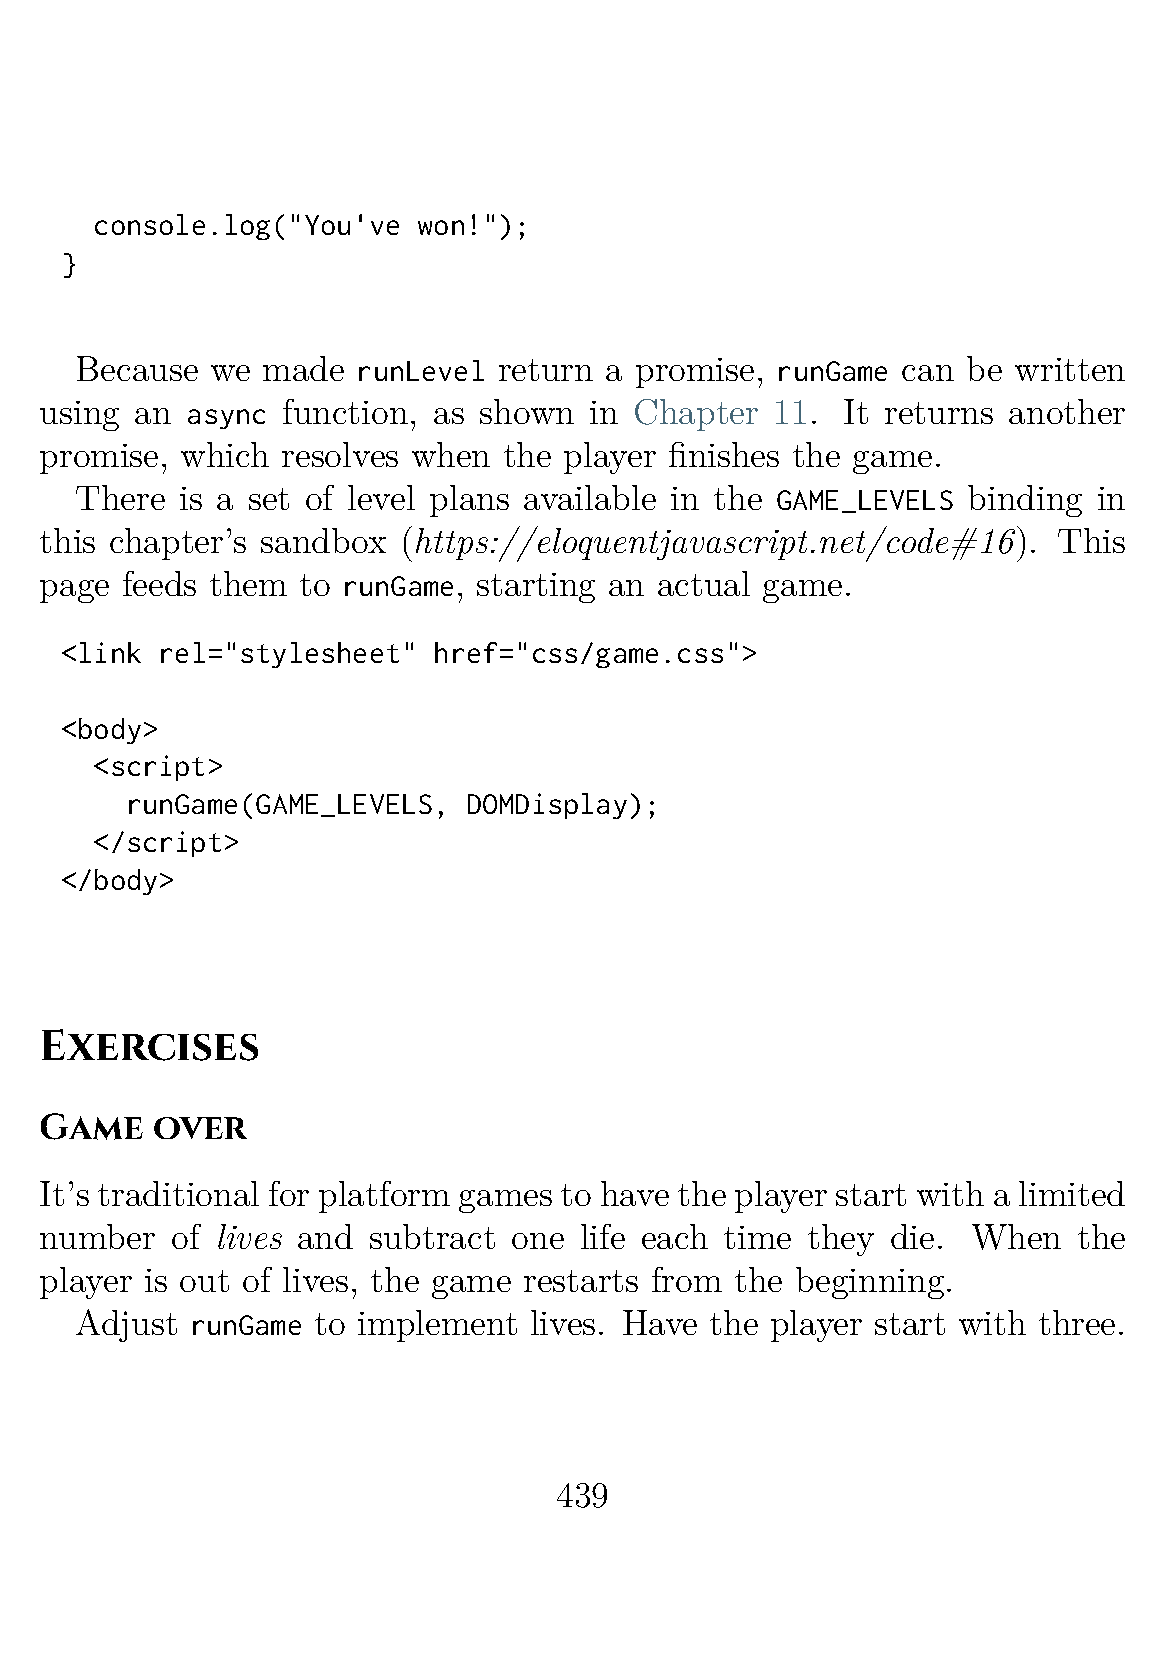 console.log("You've won!");
}
Because we made runLevel return a promise, runGame can be written
using an async function, as shown in Chapter 11. It returns another
promise, which resolves when the player finishes the game.
There is a set of level plans available in the GAME_LEVELS binding in
this chapter's sandbox (https://eloquentjavascript.net/code#16). This
page feeds them to runGame, starting an actual game.
<link rel="stylesheet" href="css/game.css">
<body>
<script>
runGame(GAME_LEVELS, DOMDisplay);
</script>
</body>
Exercises
Game over
It's traditional for platform games to have the player start with a limited
number of lives and subtract one life each time they die. When the
player is out of lives, the game restarts from the beginning.
Adjust runGame to implement lives. Have the player start with three.
439